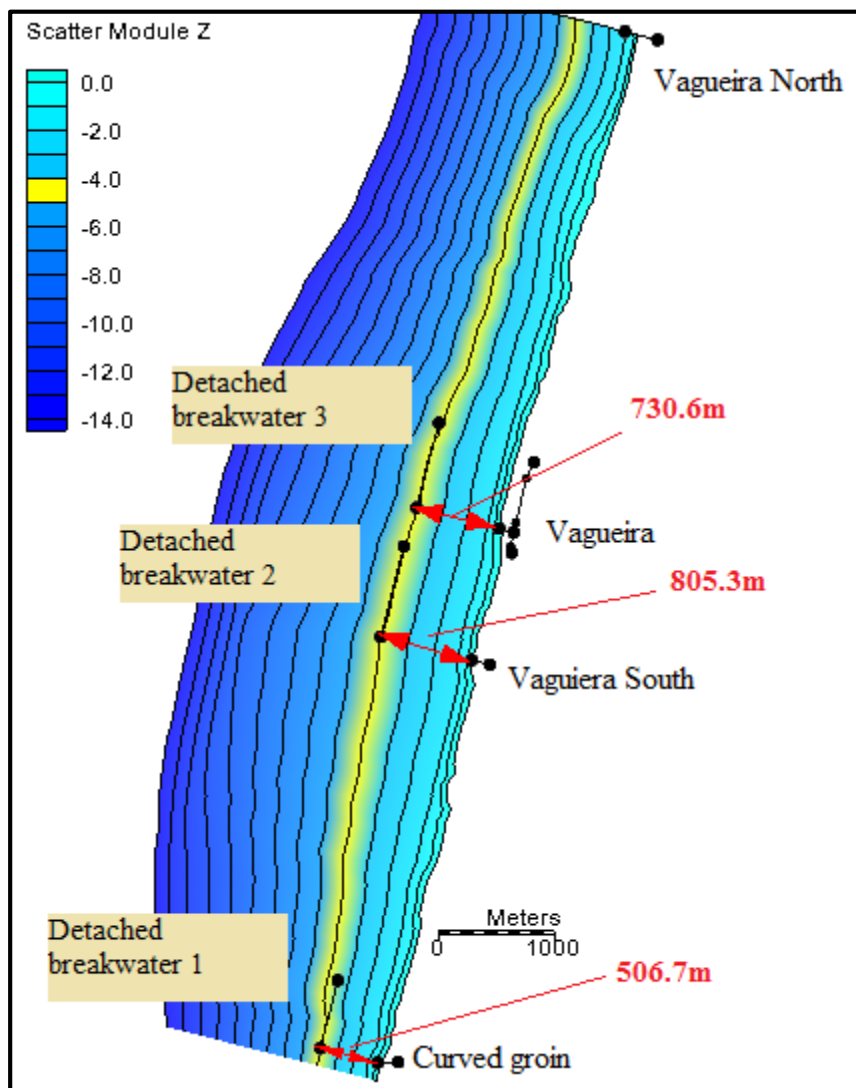 Scatter Module Z
0.0
-2.0
-4.0
-6.0
-8.0
-10.0
-12.0
-14.0
Vagueira North
Detached
breakwater 3
730.6m
Vagueira
Detached
breakwater 2
805.3m
Vaguiera South
Detached
breakwater 1
Meters
0 1000
506.7m
Curved groin